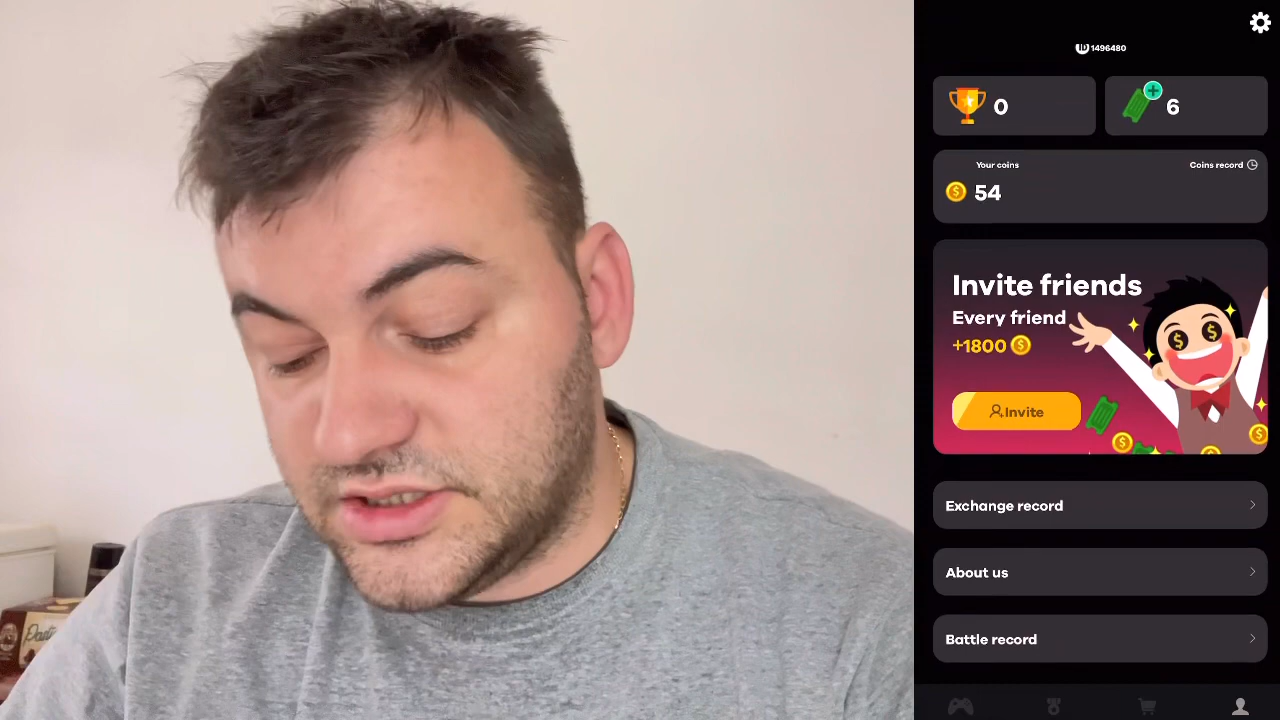 ID 1496480
0
6
Your coins
Coins record
54
Invite friends
Every friend
+1800
Invite
Exchange record
About us
Battle record